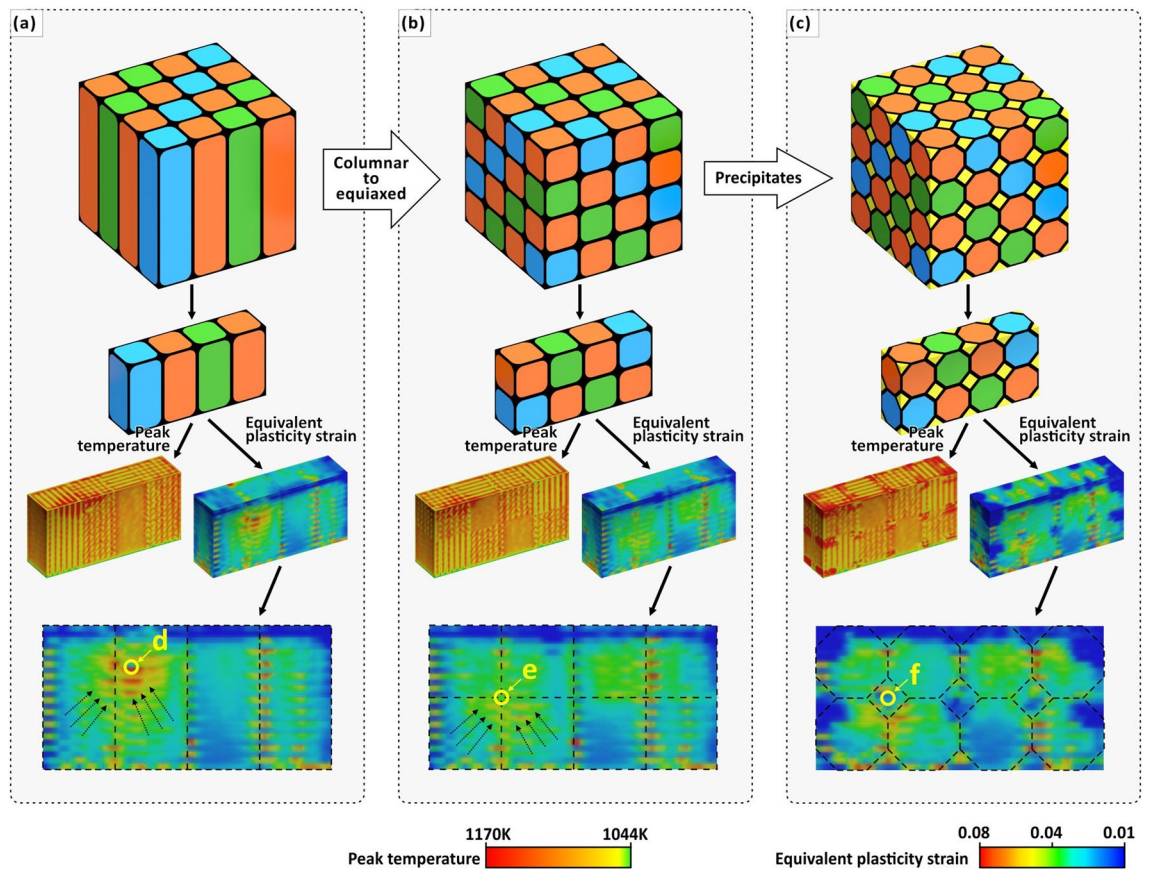 (a)
(b)
(c)
Columnar
to
equiaxed
Precipitates
Peak
temperature
Equivalent
plasticity strain
Peak
temperature
Equivalent
plasticity strain
Peak
temperature
Equivalent
plasticity strain
d
e
f
1170K 1044K
Peak temperature
0.08 0.04 0.01
Equivalent plasticity strain